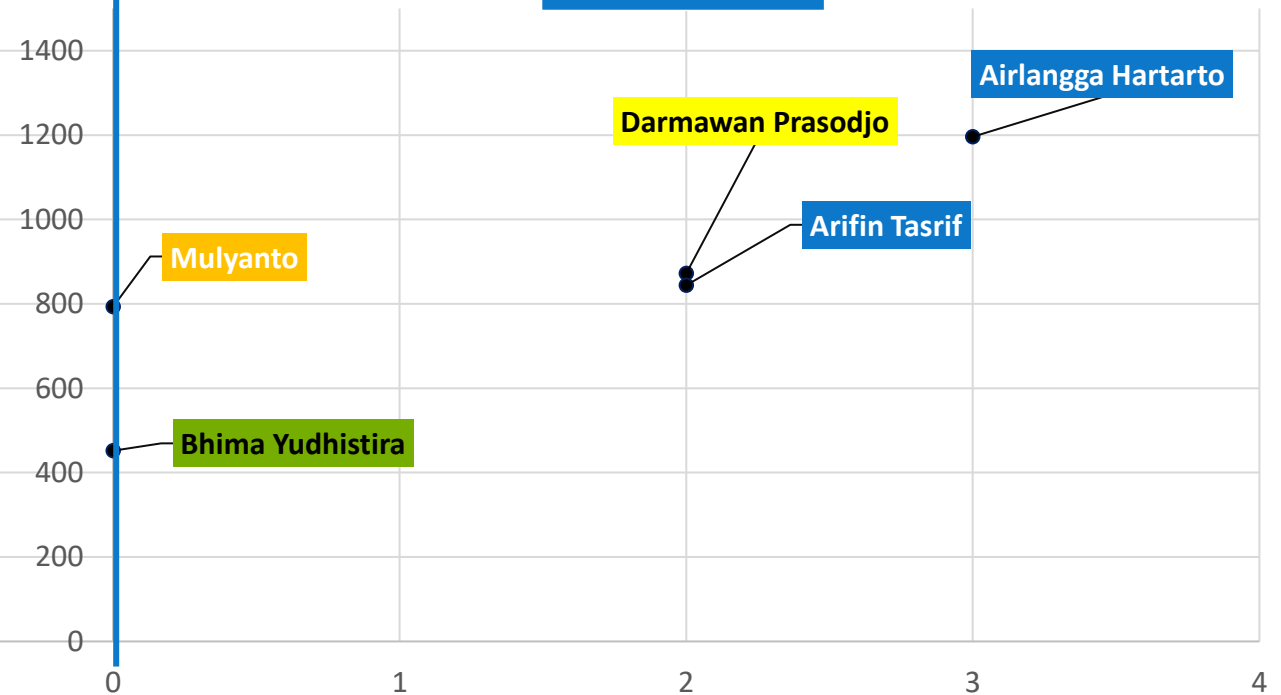 1400
Airlangga Hartarto
Darmawan Prasodjo
1200
1000
Arifin Tasrif
Mulyanto
800
600
Bhima Yudhistira
400
200
0
0 1 2 3 4